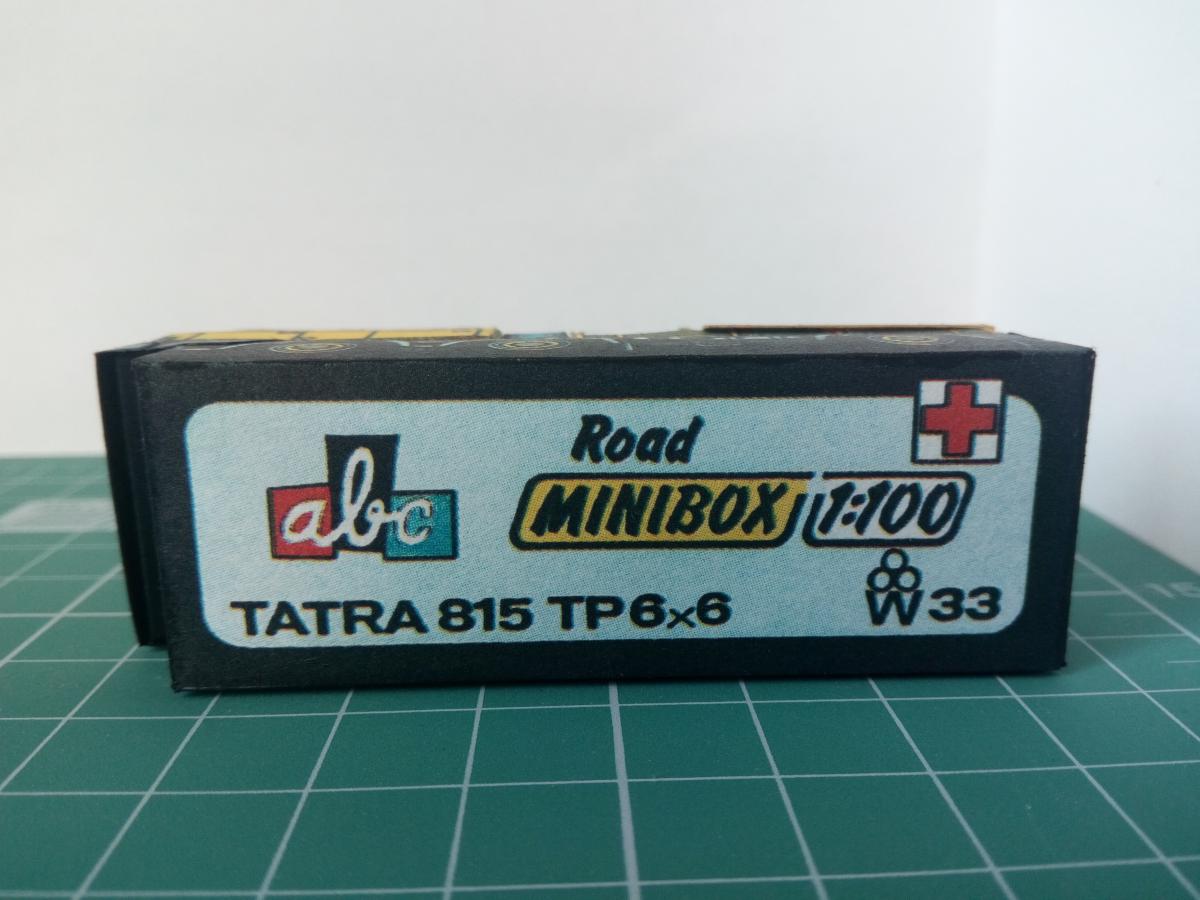 abc
Road
MINIBOX 1:100
TATRA 815 TP 6x6
W 33